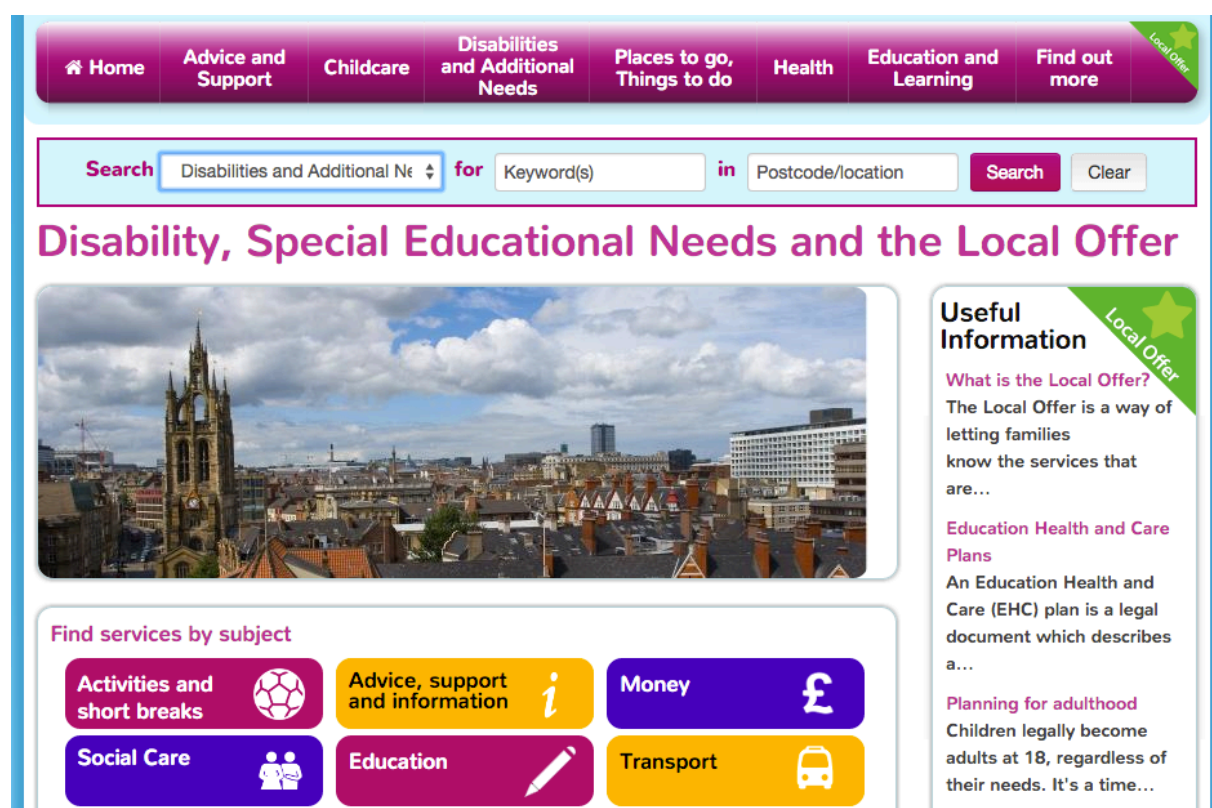 Home
Advice and
Support
Childcare
Disabilities
and Additional
Needs
Places to go,
Things to do
Health
Education and
Learning
Find out
more
Local Offer
Search Disabilities and Additional Ne for Keyword(s) in Postcode/location Search Clear
Disability, Special Educational Needs and the Local Offer
Useful
Information
Local Offer
What is the Local Offer?
The Local Offer is a way of
letting families
know the services that
are...
Education Health and Care
Plans
An Education Health and
Care (EHC) plan is a legal
document which describes
a...
Planning for adulthood
Children legally become
adults at 18, regardless of
their needs. It's a time...
Find services by subject
Activities and
short breaks
Advice, support
and information
i
Money
£
Social Care
Education
Transport